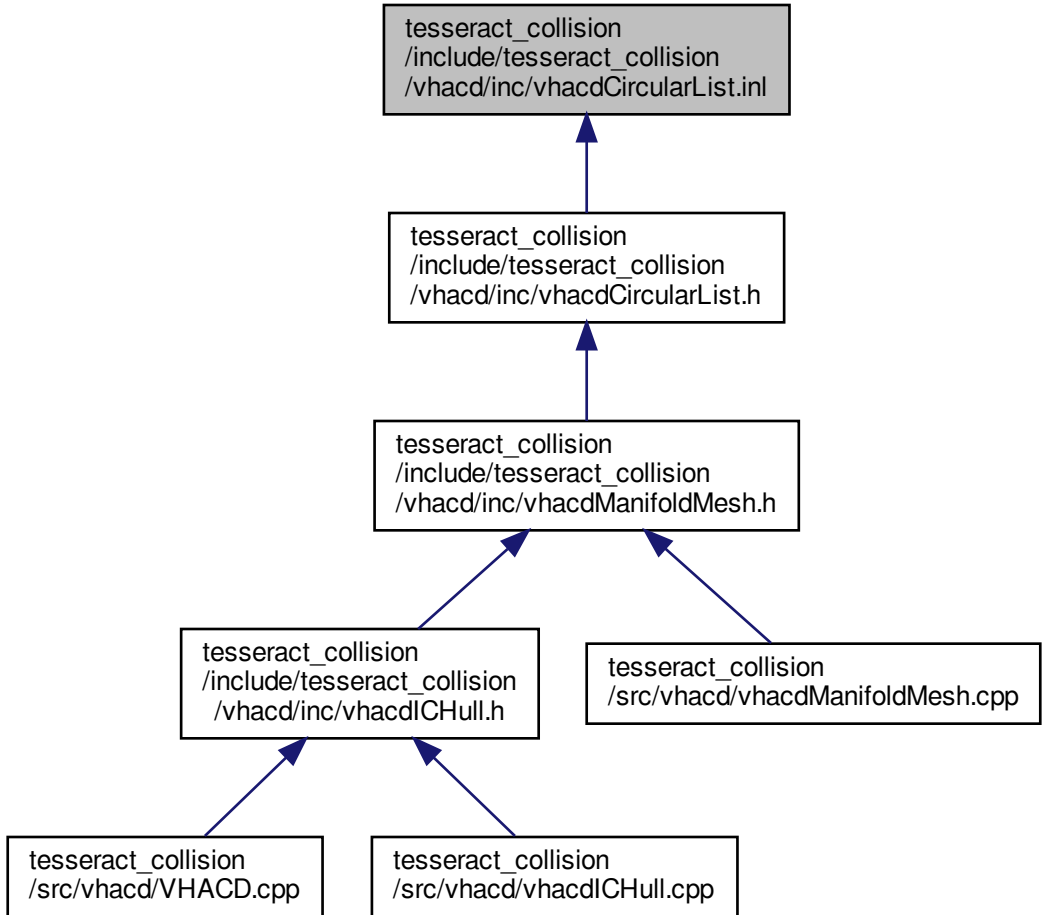 tesseract_collision
/include/tesseract_collision
/vhacd/inc/vhacdCircularList.inl
tesseract_collision
/include/tesseract_collision
/vhacd/inc/vhacdCircularList.h
tesseract_collision
/include/tesseract_collision
/vhacd/inc/vhacdManifoldMesh.h
tesseract_collision
/include/tesseract_collision
/vhacd/inc/vhacdICHull.h
tesseract_collision
/src/vhacd/vhacdManifoldMesh.cpp
tesseract_collision
/src/vhacd/VHACD.cpp
tesseract_collision
/src/vhacd/vhacdICHull.cpp